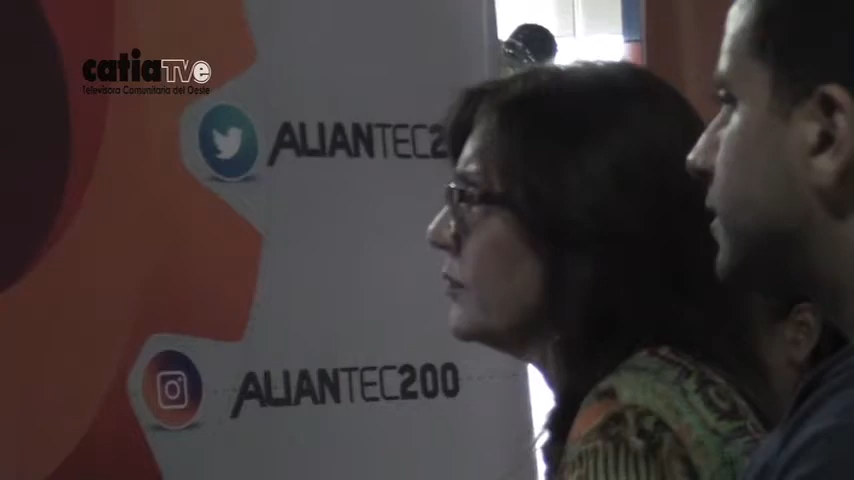 catiaTVe
Televisora Comunitaria del Oeste
ALIANTEC2
ALIANTEC200